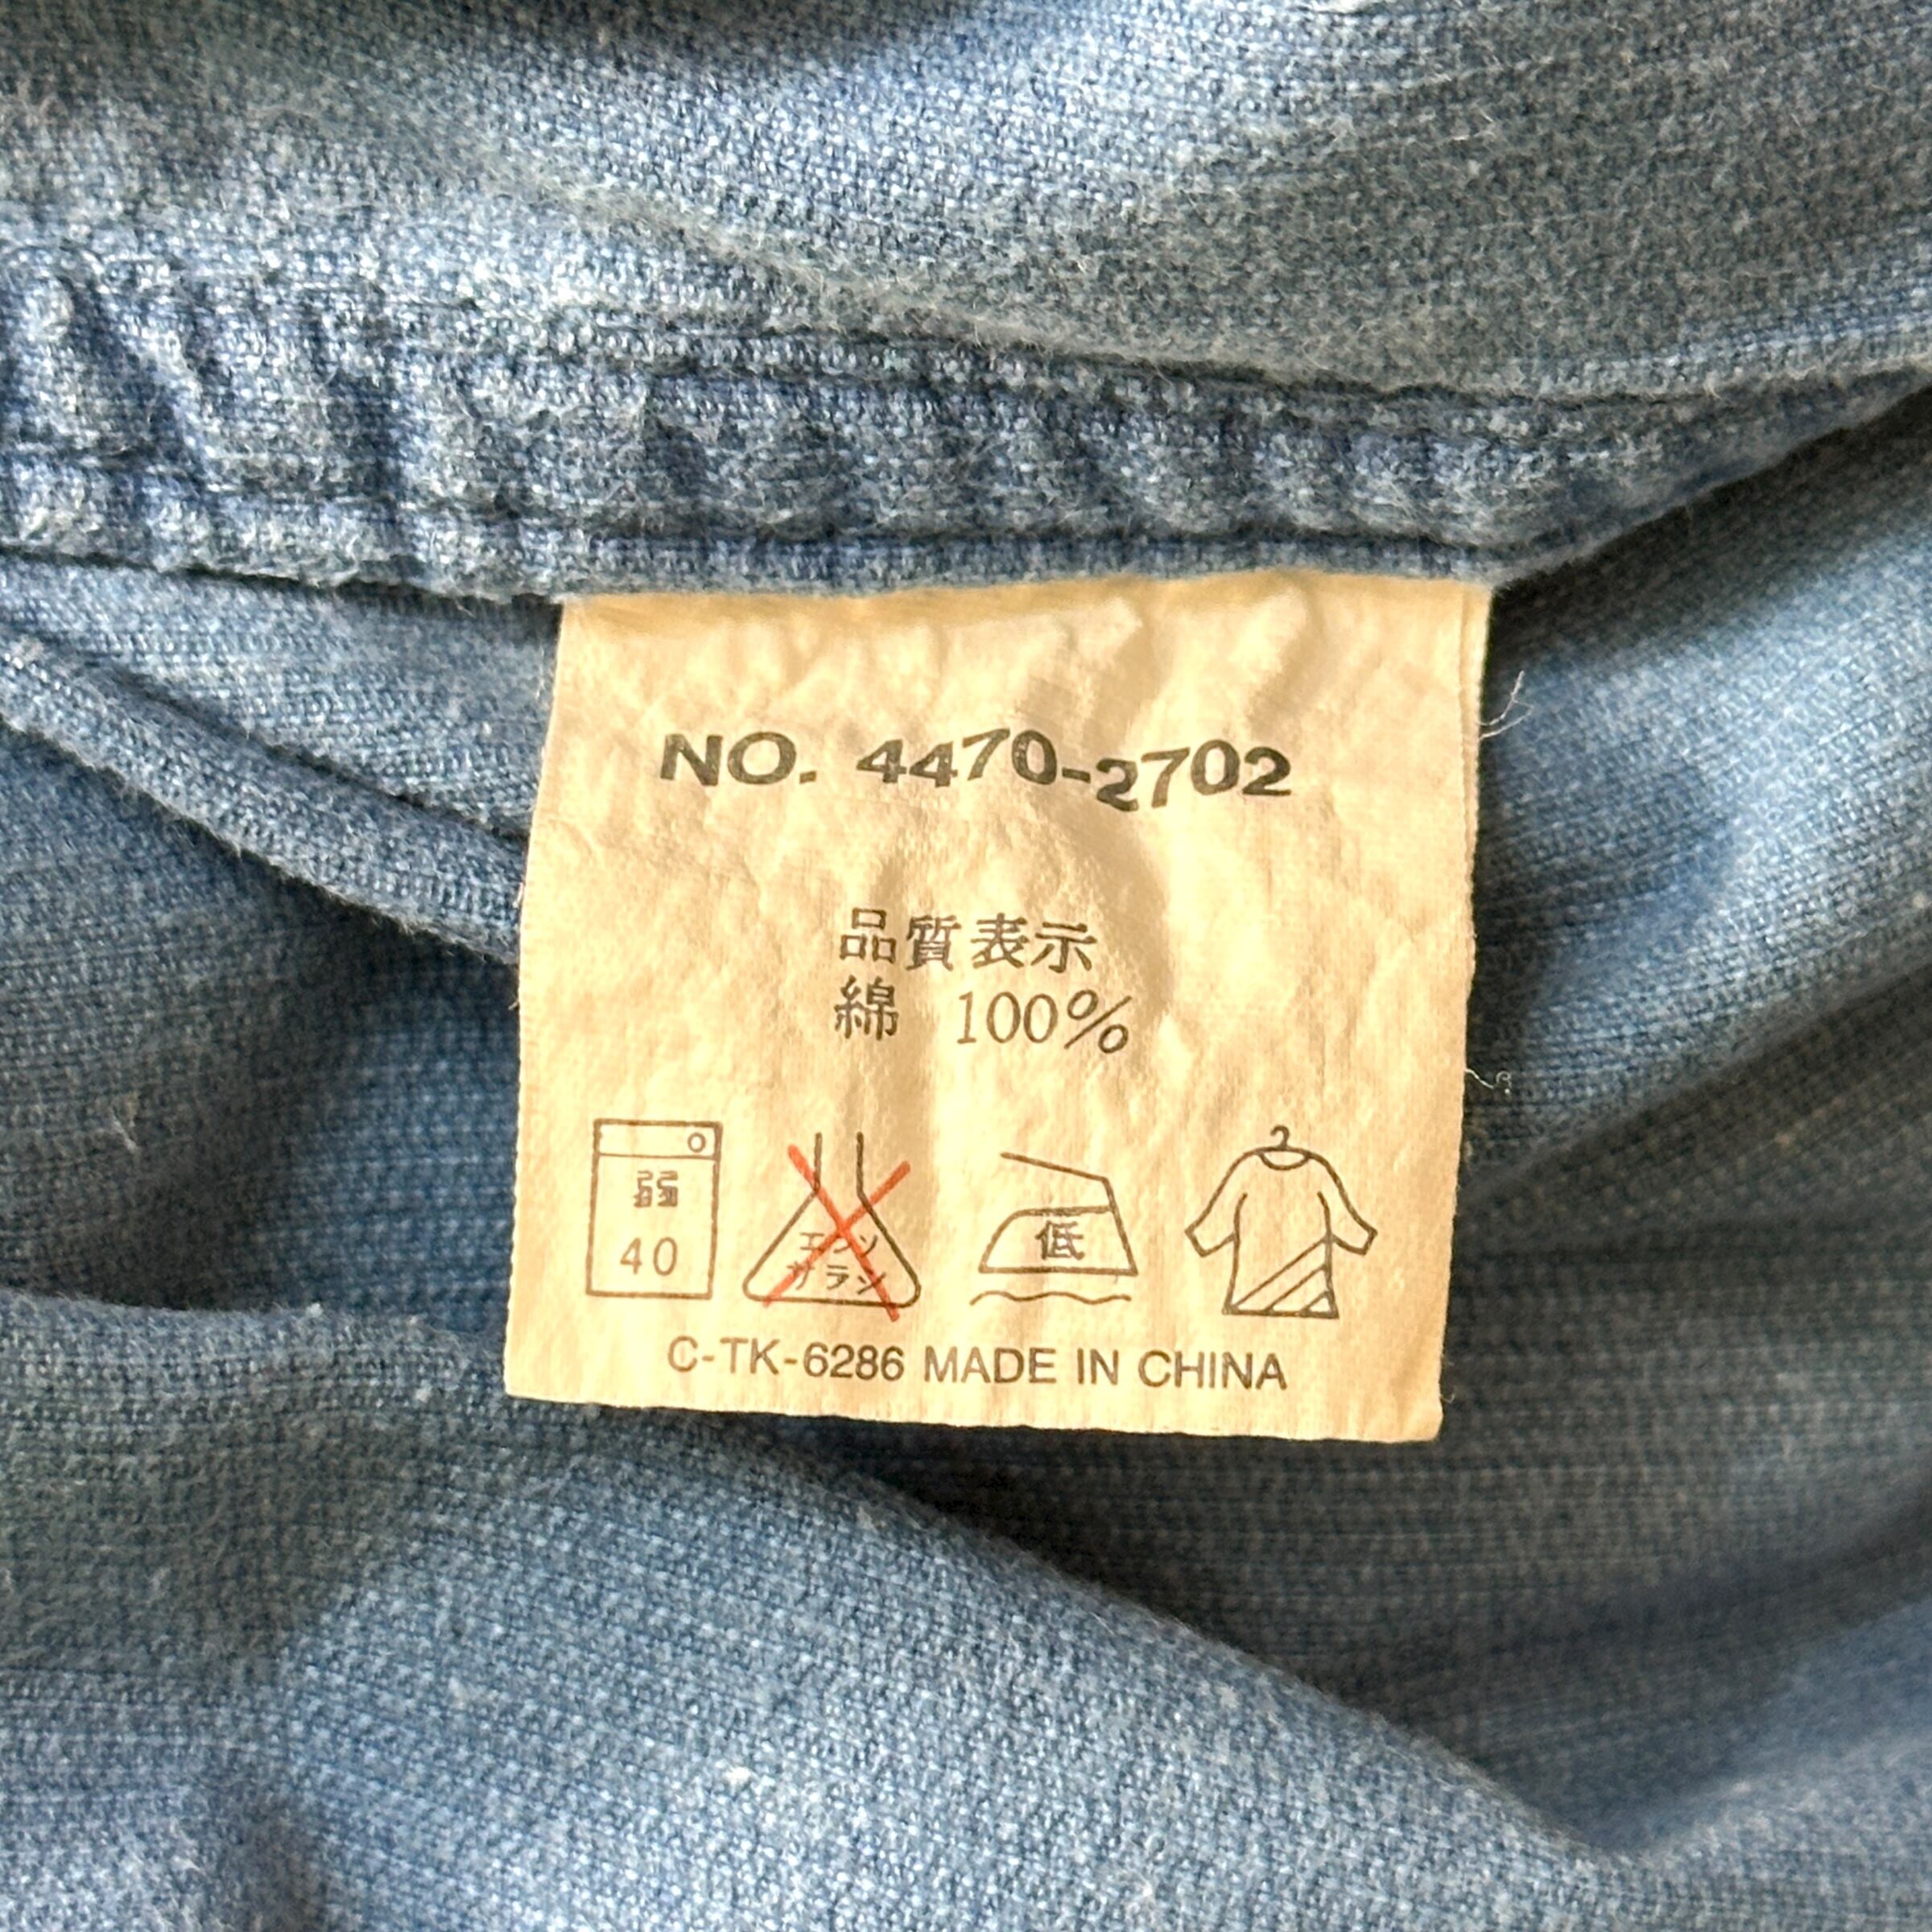 NO. 4470-2702
品質表示
綿 100%
弱
40
エンソ
サラシ
低
C-TK-6286 MADE IN CHINA